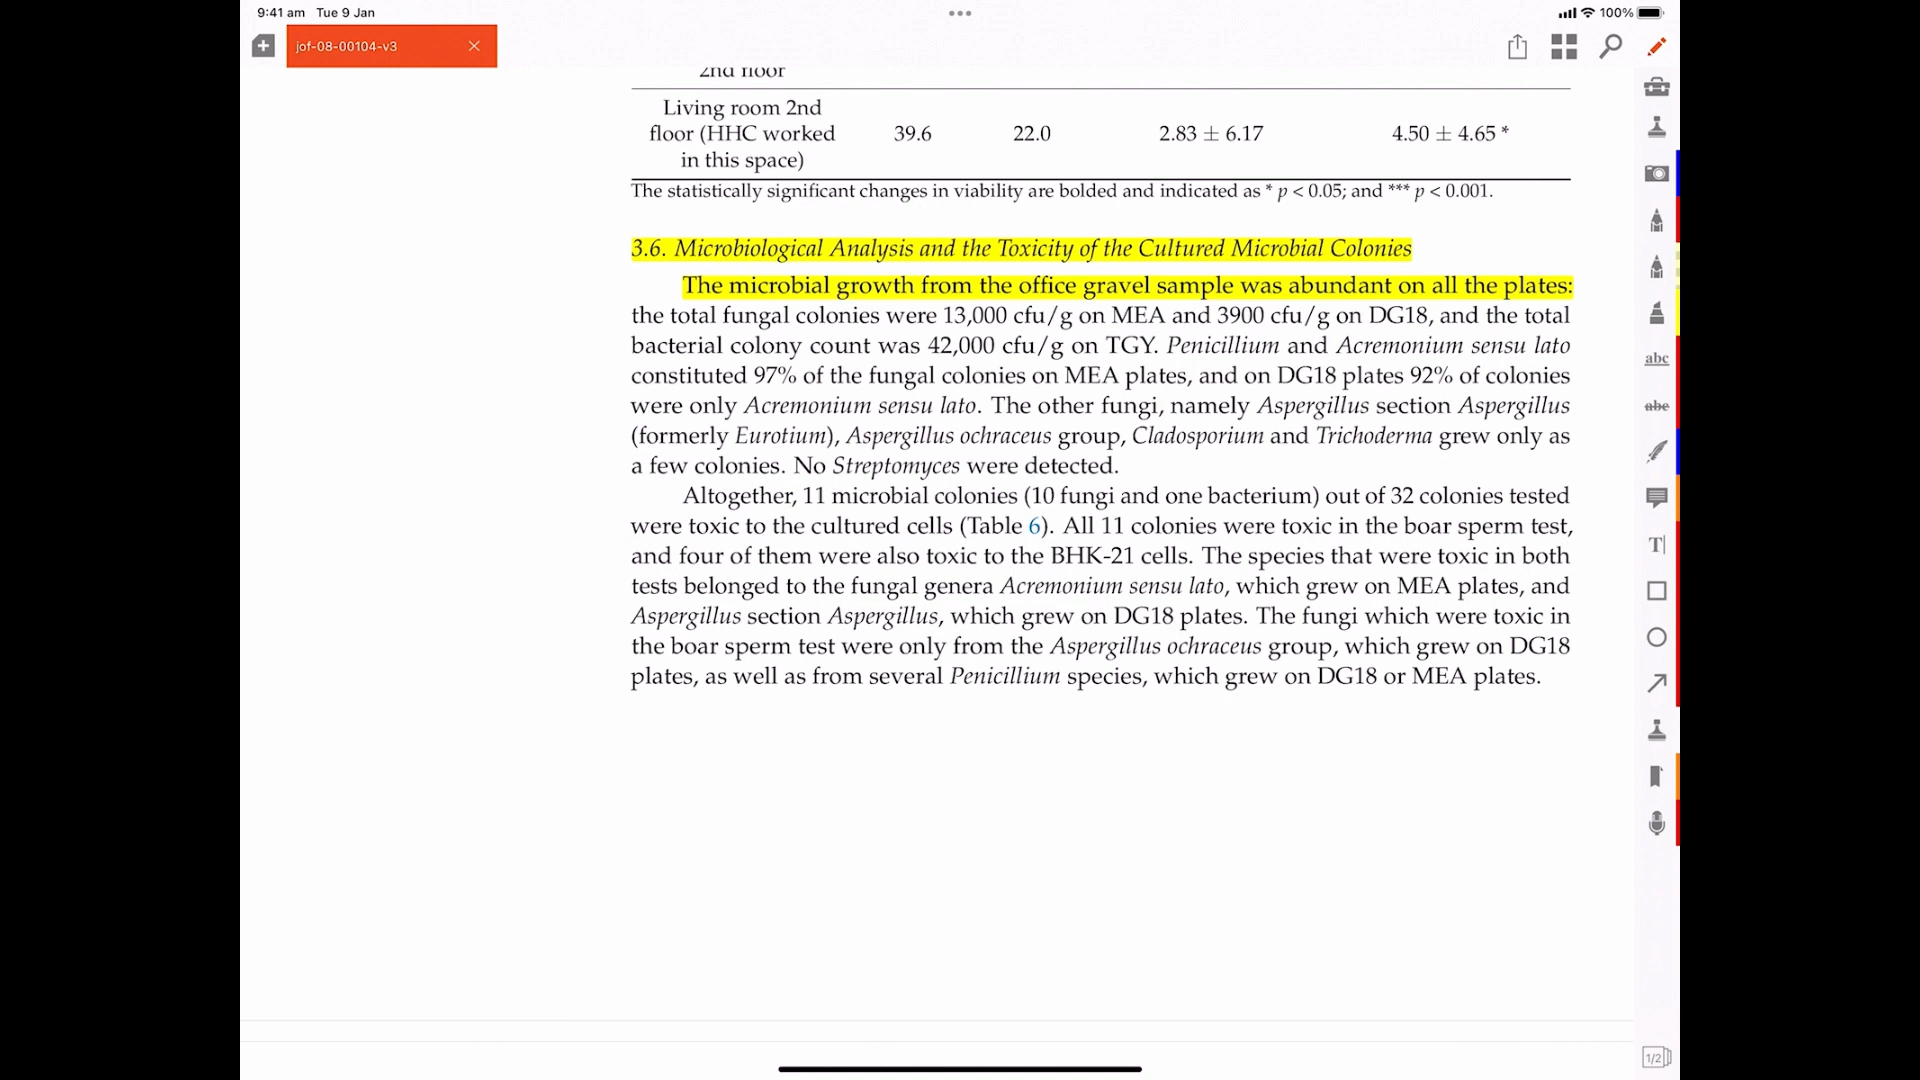 9:41 am Tue 9 Jan
100%
jof-08-00104-v3
2nd floor
Living room 2nd
floor (HHC worked 39.6 22.0 2.83 ± 6.17 4.50 ± 4.65 *
in this space)
The statistically significant changes in viability are bolded and indicated as * p < 0.05; and *** p < 0.001.
3.6. Microbiological Analysis and the Toxicity of the Cultured Microbial Colonies
The microbial growth from the office gravel sample was abundant on all the plates:
the total fungal colonies were 13,000 cfu/g on MEA and 3900 cfu/g on DG18, and the total
bacterial colony count was 42,000 cfu/g on TGY. Penicillium and Acremonium sensu lato
constituted 97% of the fungal colonies on MEA plates, and on DG18 plates 92% of colonies
were only Acremonium sensu lato. The other fungi, namely Aspergillus section Aspergillus
(formerly Eurotium), Aspergillus ochraceus group, Cladosporium and Trichoderma grew only as
a few colonies. No Streptomyces were detected.
Altogether, 11 microbial colonies (10 fungi and one bacterium) out of 32 colonies tested
were toxic to the cultured cells (Table 6). All 11 colonies were toxic in the boar sperm test,
and four of them were also toxic to the BHK-21 cells. The species that were toxic in both
tests belonged to the fungal genera Acremonium sensu lato, which grew on MEA plates, and
Aspergillus section Aspergillus, which grew on DG18 plates. The fungi which were toxic in
the boar sperm test were only from the Aspergillus ochraceus group, which grew on DG18
plates, as well as from several Penicillium species, which grew on DG18 or MEA plates.
abc
abc
T
1/2